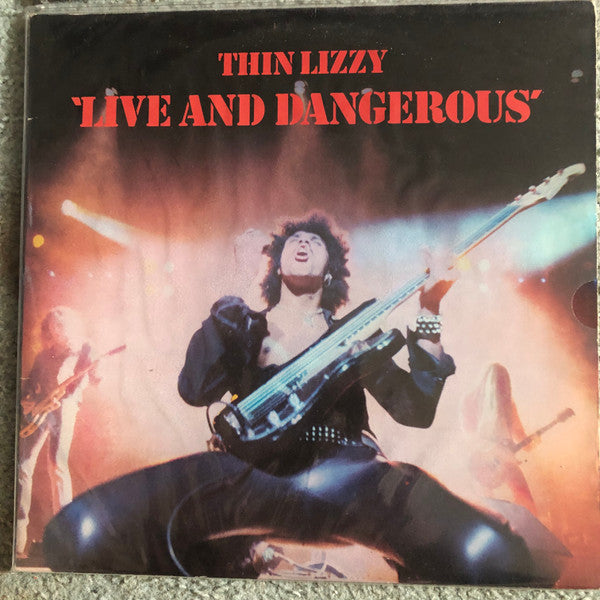 THIN LIZZY
'LIVE AND DANGEROUS'